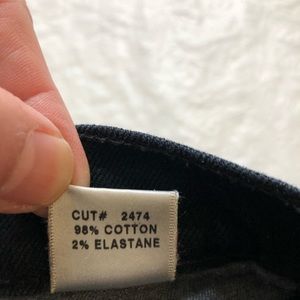 CUT# 2474
98% COTTON
2% ELASTANE